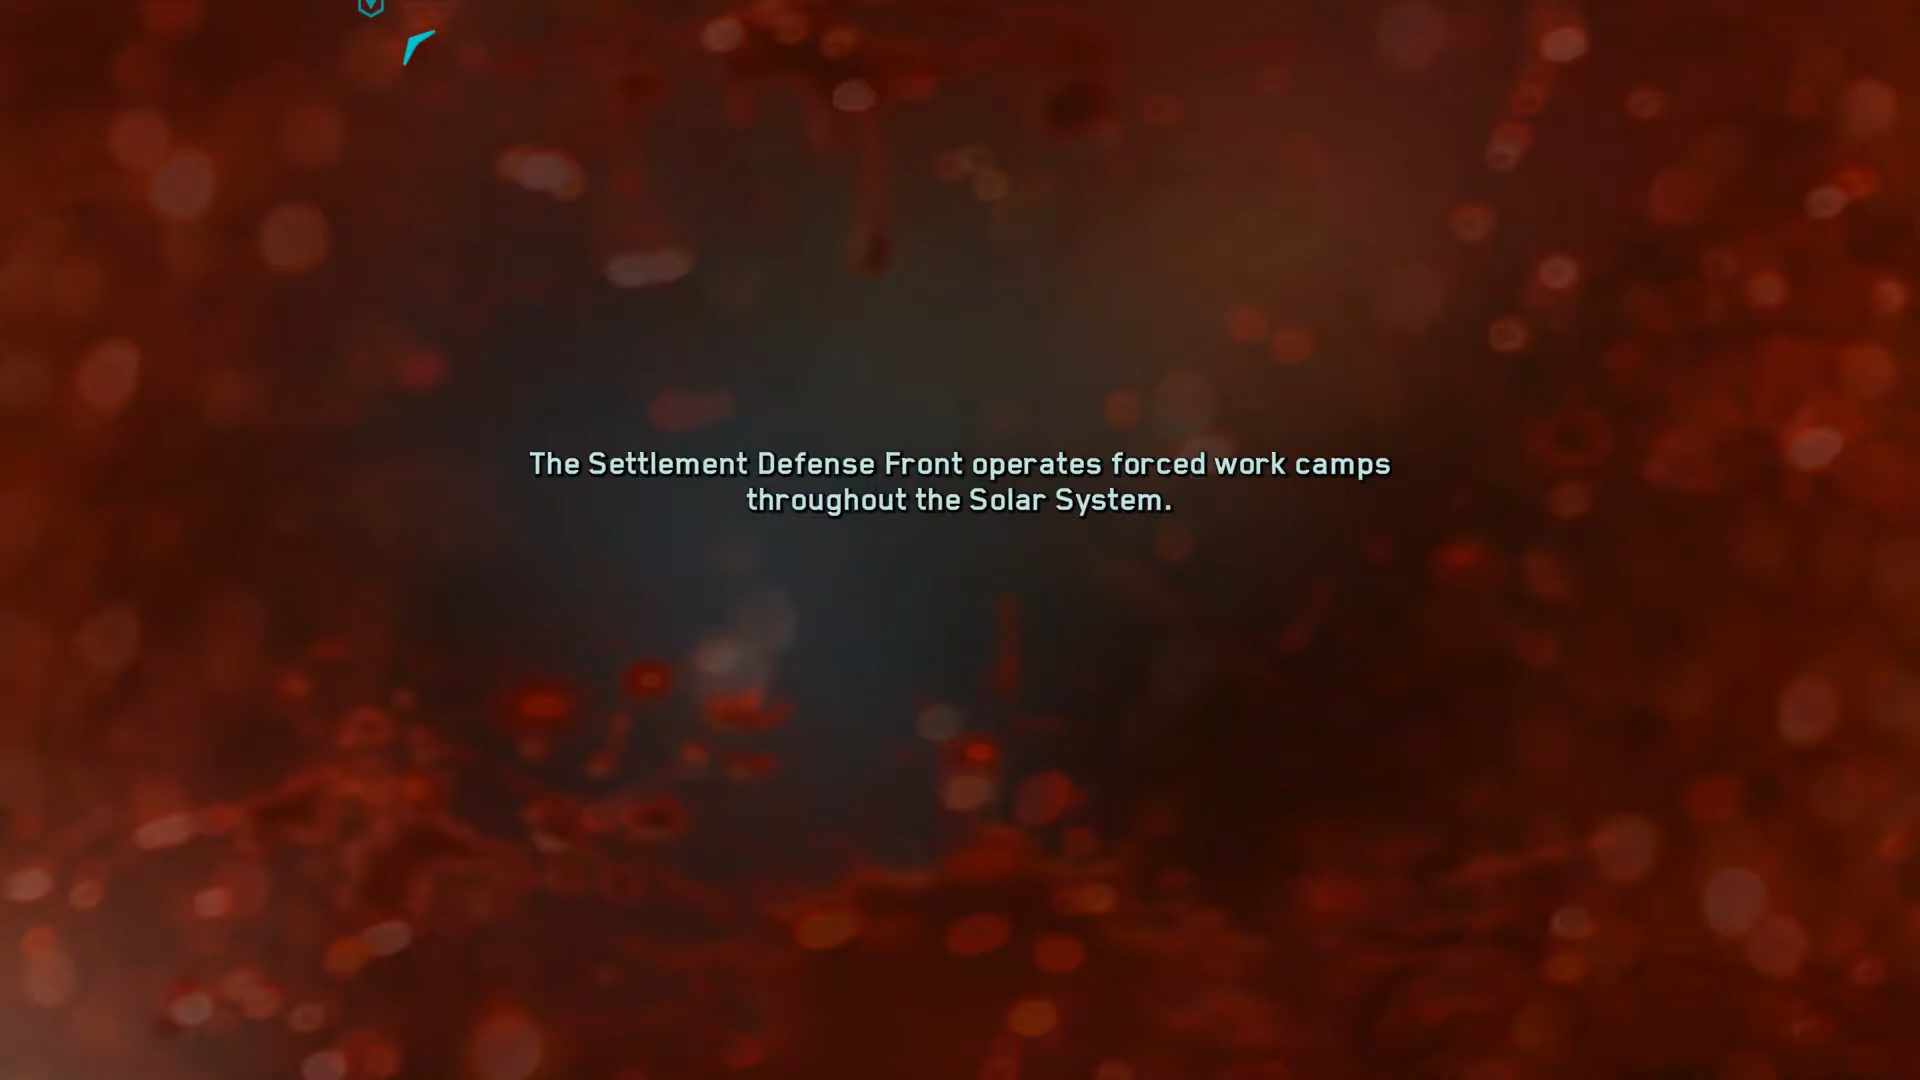 The Settlement Defense Front operates forced work camps
throughout the Solar System.